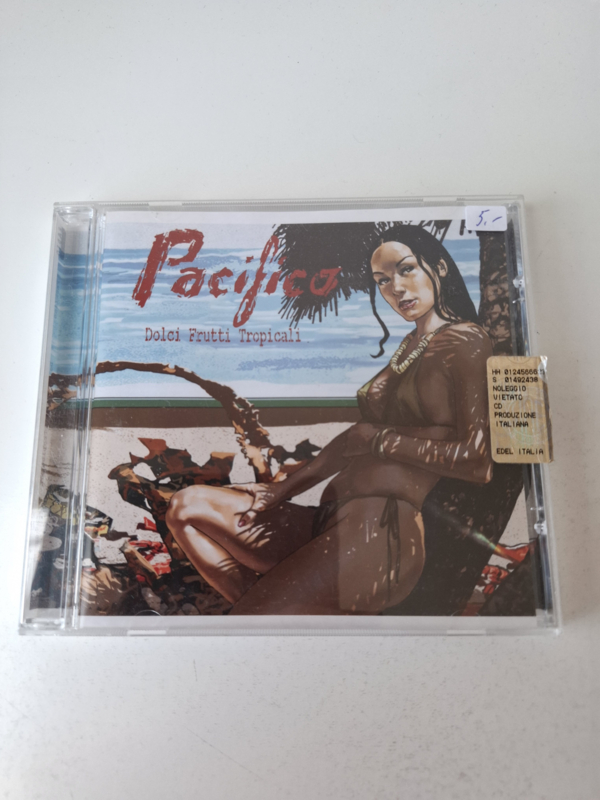 5,-
Pacifico
Dolci Frutti Tropicali
NOLEGGIO
VIETATO
CD
PRODUZIONE
ITALIANA
EDEL ITALIA